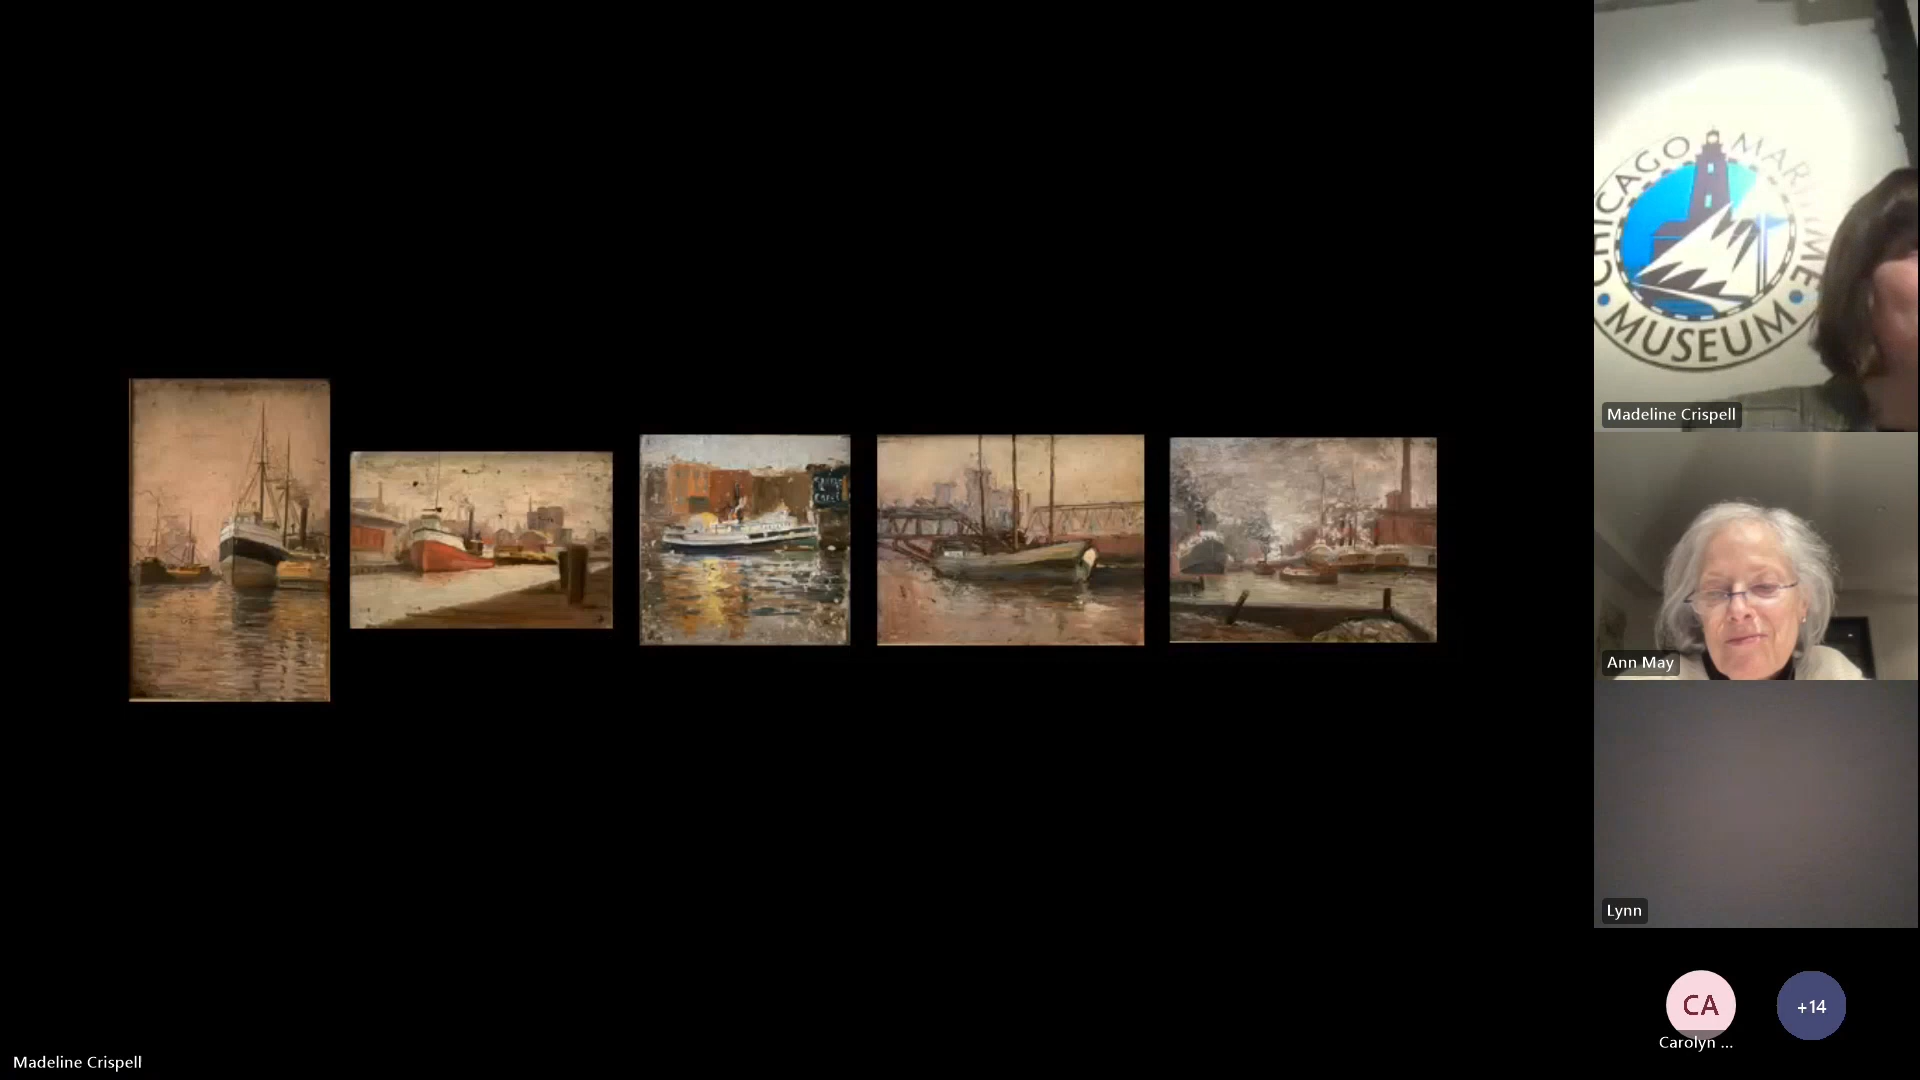 CHICAGO MARITIME
MUSEUM
Madeline Crispell
Ann May
Lynn
CA
+14
Carolyn ...
Madeline Crispell